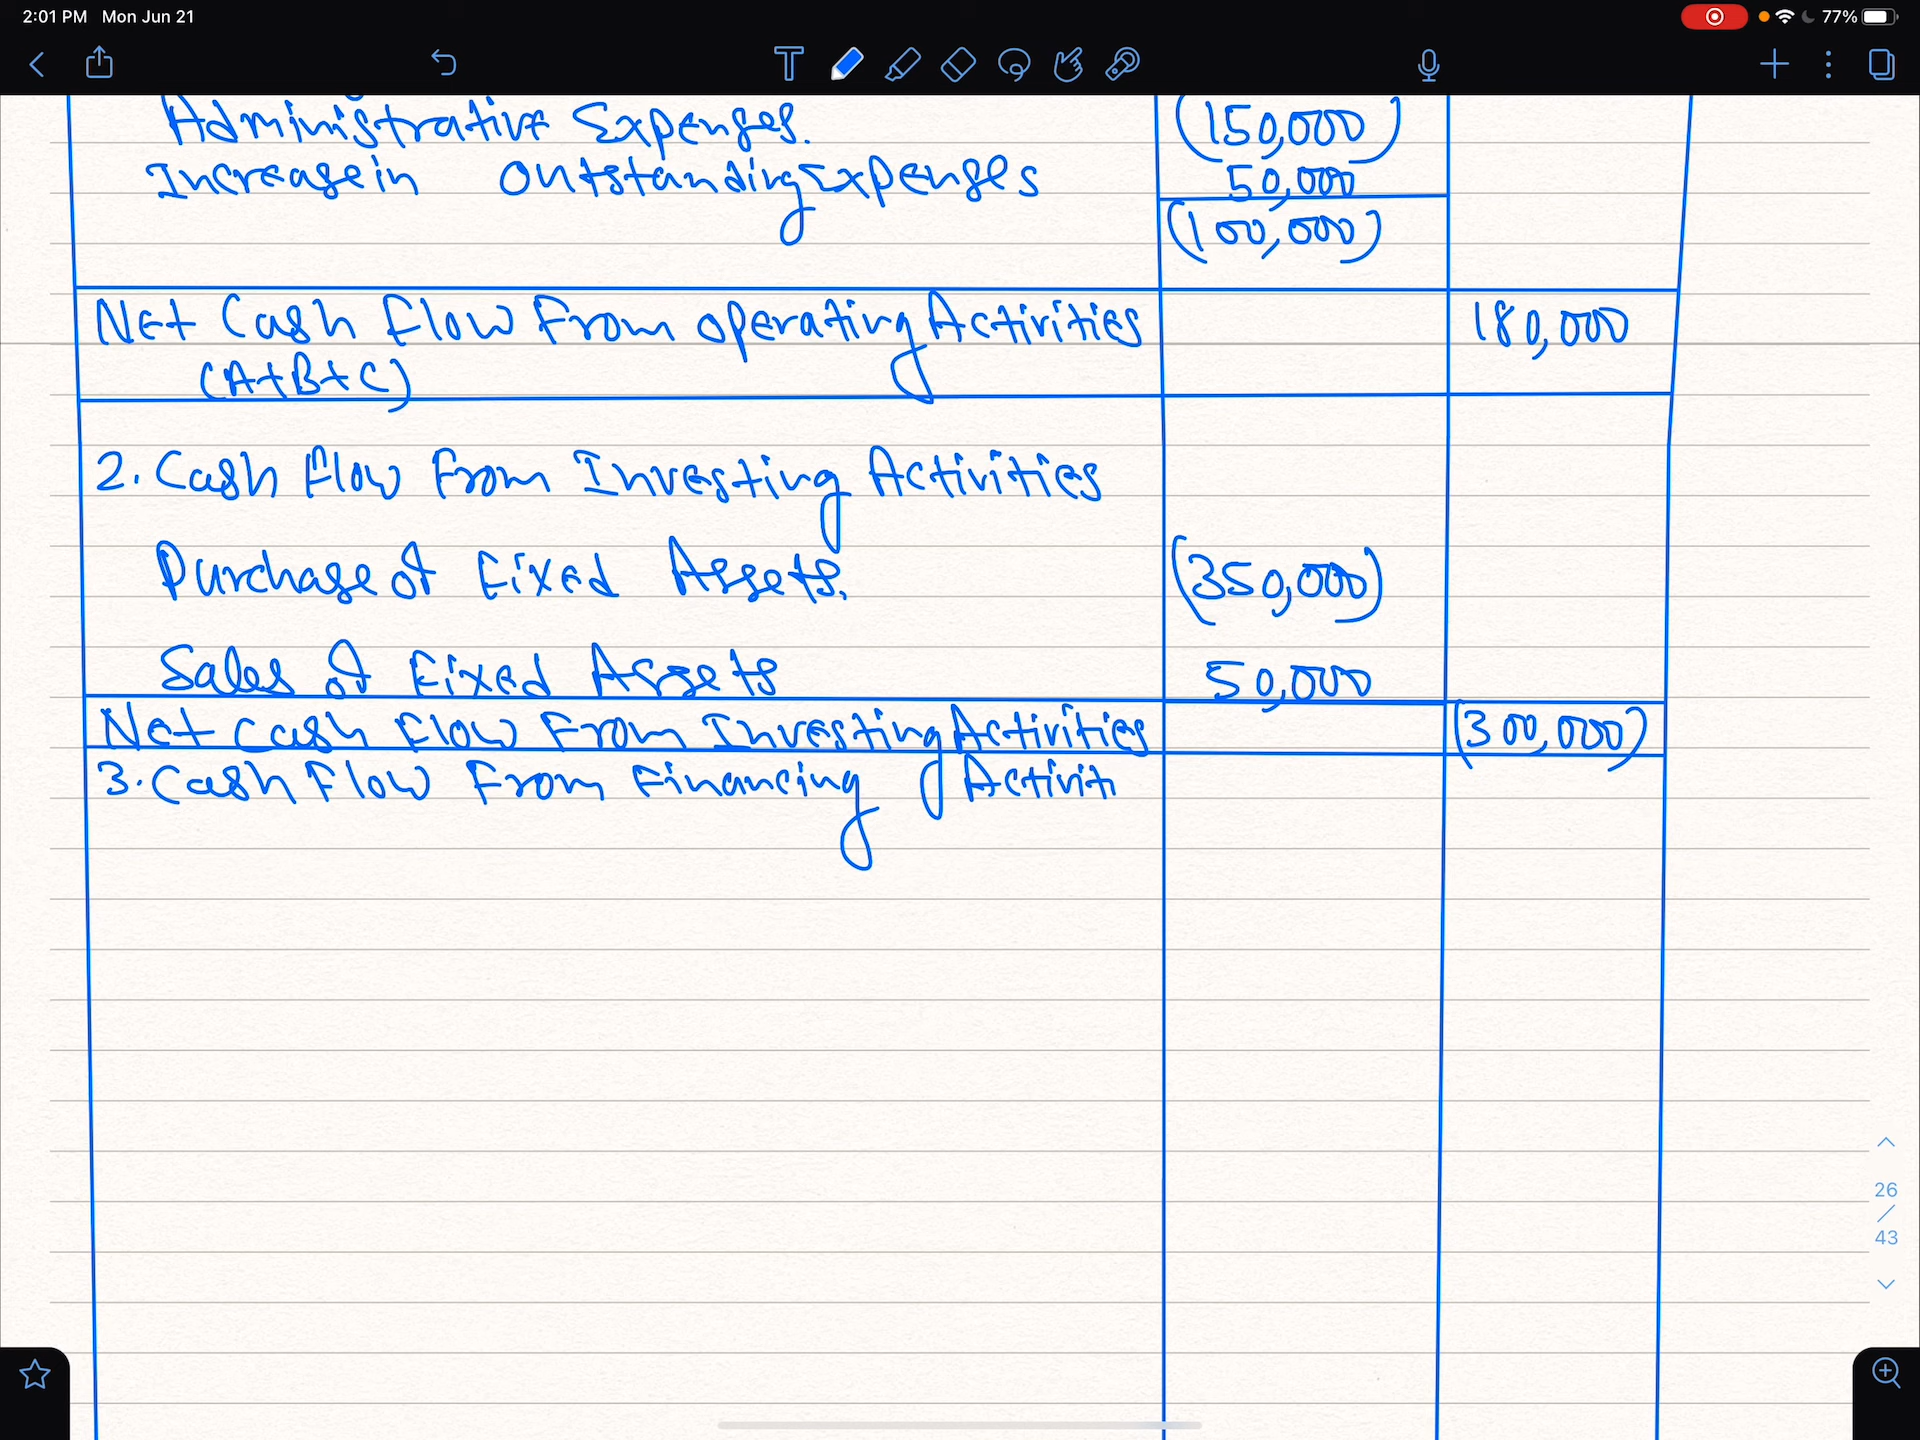 2:01 PM Mon Jun 21
77%
Administrative Expenses. (150,000)
Increase in Outstanding Expenses 50,000
(100,000)
Net Cash Flow From operating Activities 180,000
(A+B+C)
2. Cash Flow From Investing Activities
Purchase of Fixed Assets. (350,000)
Sales of Fixed Assets 50,000
Net cash Flow From Investing Activities (300,000)
3. Cash Flow From Financing Activiti
26
/
43